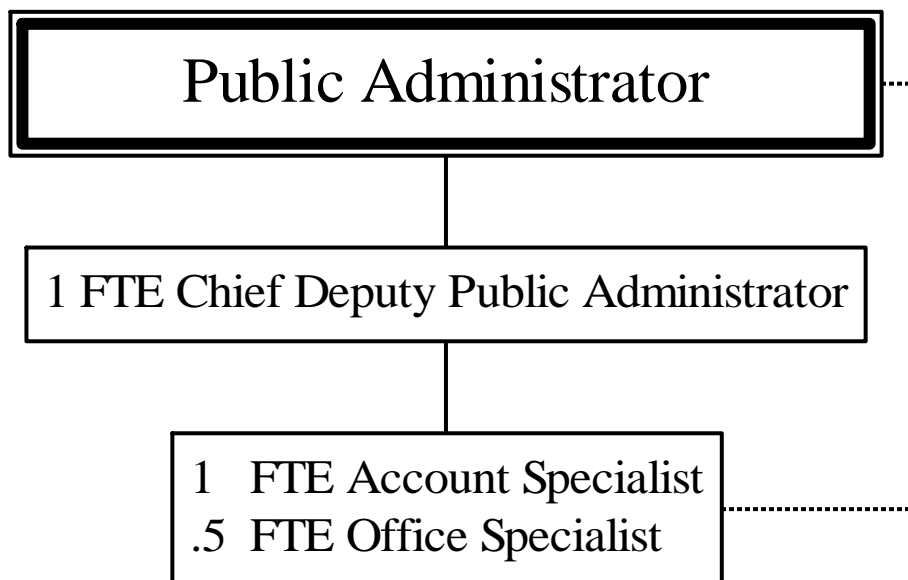 Public Administrator
1 FTE Chief Deputy Public Administrator
1 FTE Account Specialist
.5 FTE Office Specialist